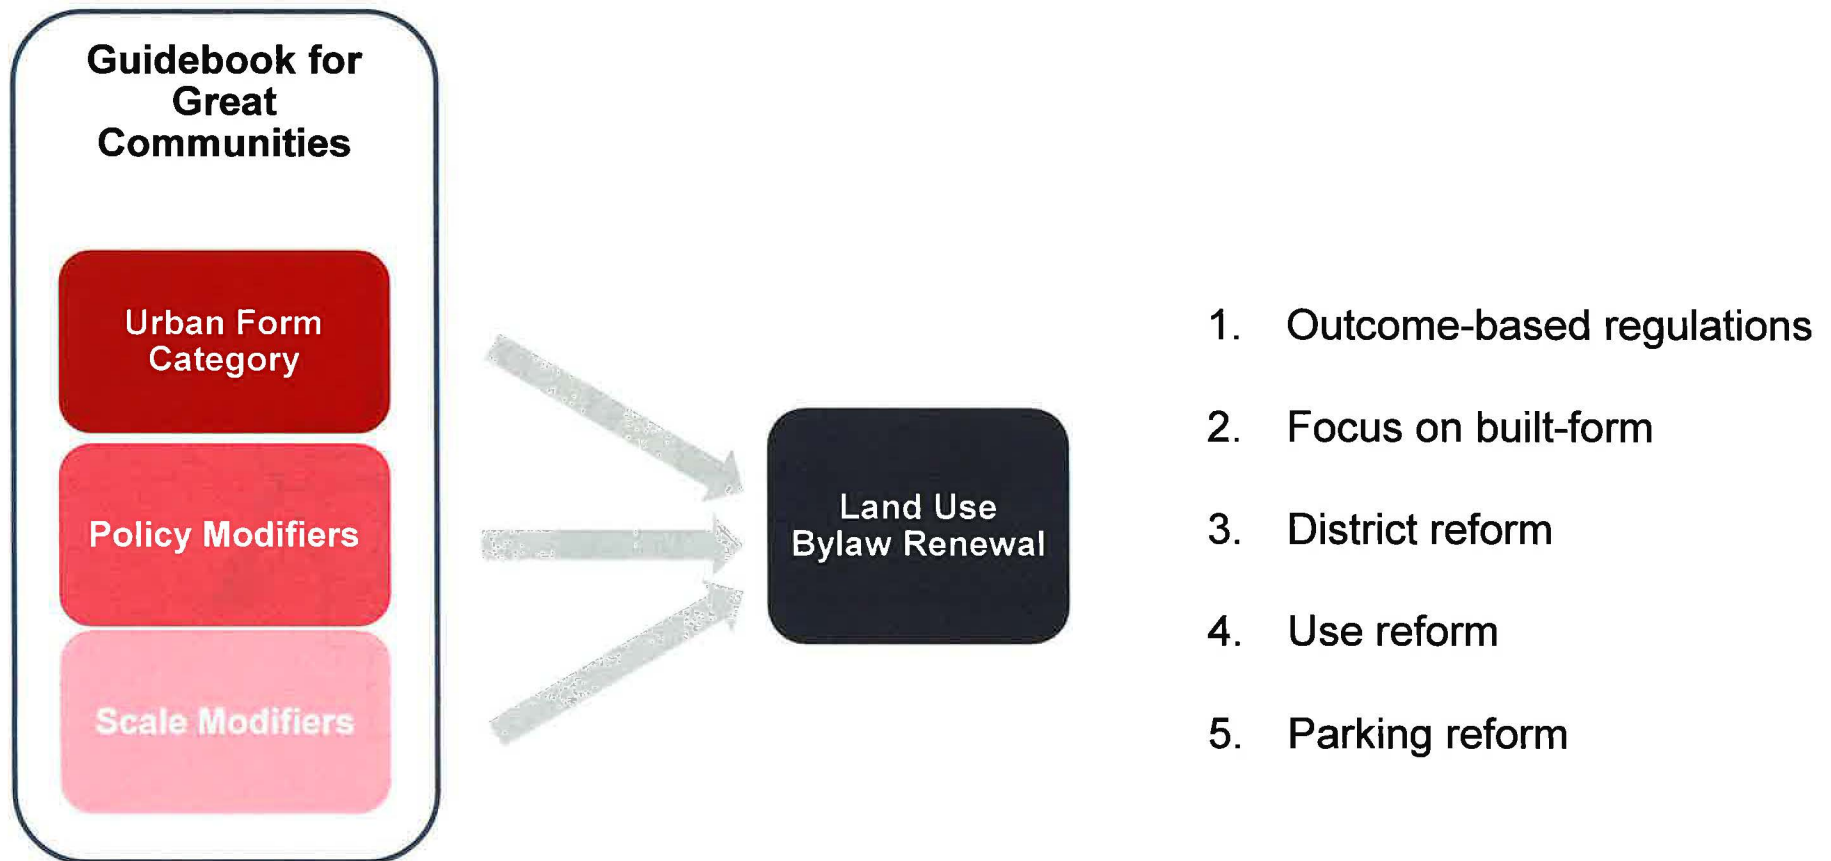 Guidebook for
Great
Communities
Urban Form
Category
Policy Modifiers
Scale Modifiers
Land Use
Bylaw Renewal
1. Outcome-based regulations
2. Focus on built-form
3. District reform
4. Use reform
5. Parking reform